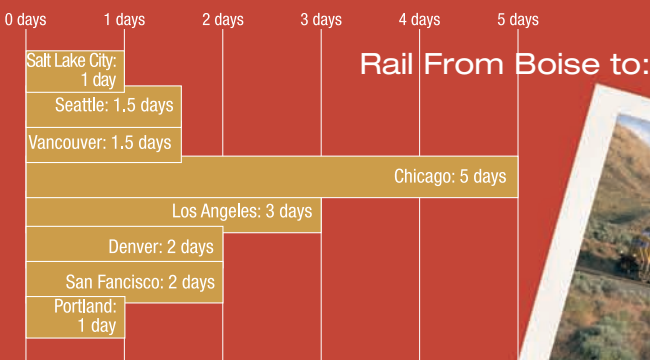 0 days 1 days 2 days 3 days 4 days 5 days
Rail From Boise to:
Salt Lake City:
1 day
Seattle: 1.5 days
Vancouver: 1.5 days
Chicago: 5 days
Los Angeles: 3 days
Denver: 2 days
San Fancisco: 2 days
Portland:
1 day